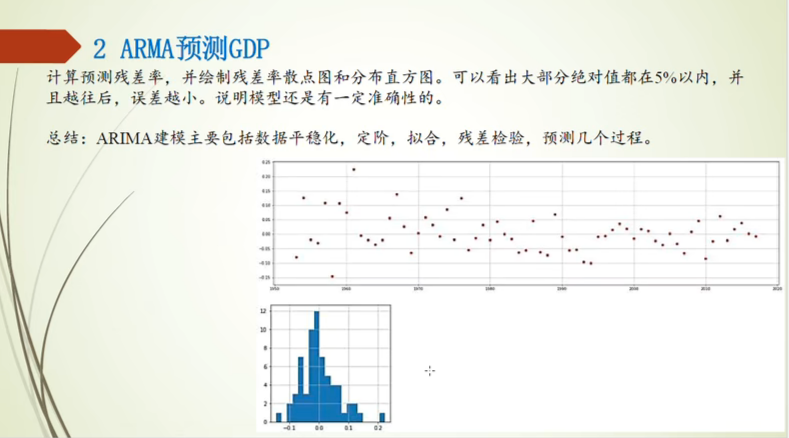 2 ARMA预测GDP
计算预测残差率，并绘制残差率散点图和分布直方图。可以看出大部分绝对值都在5%以内，并
且越往后，误差越小。说明模型还是有一定准确性的。
总结：ARIMA建模主要包括数据平稳化，定阶，拟合，残差检验，预测几个过程。
0.25
0.20
0.15
0.10
0.05
0.00
-0.05
-0.10
-0.15
1950 1960 1970 1980 1990 2000 2010 2020
12
10
8
6
4
2
0
-0.1 0.0 0.1 0.2